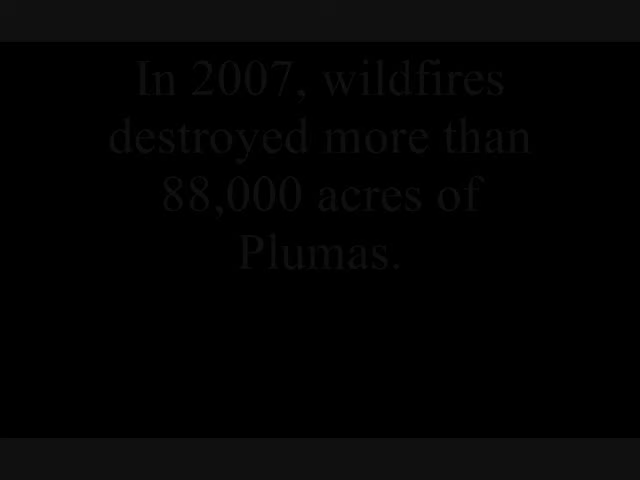 In 2007, wildfires
destroyed more than
88,000 acres of
Plumas.